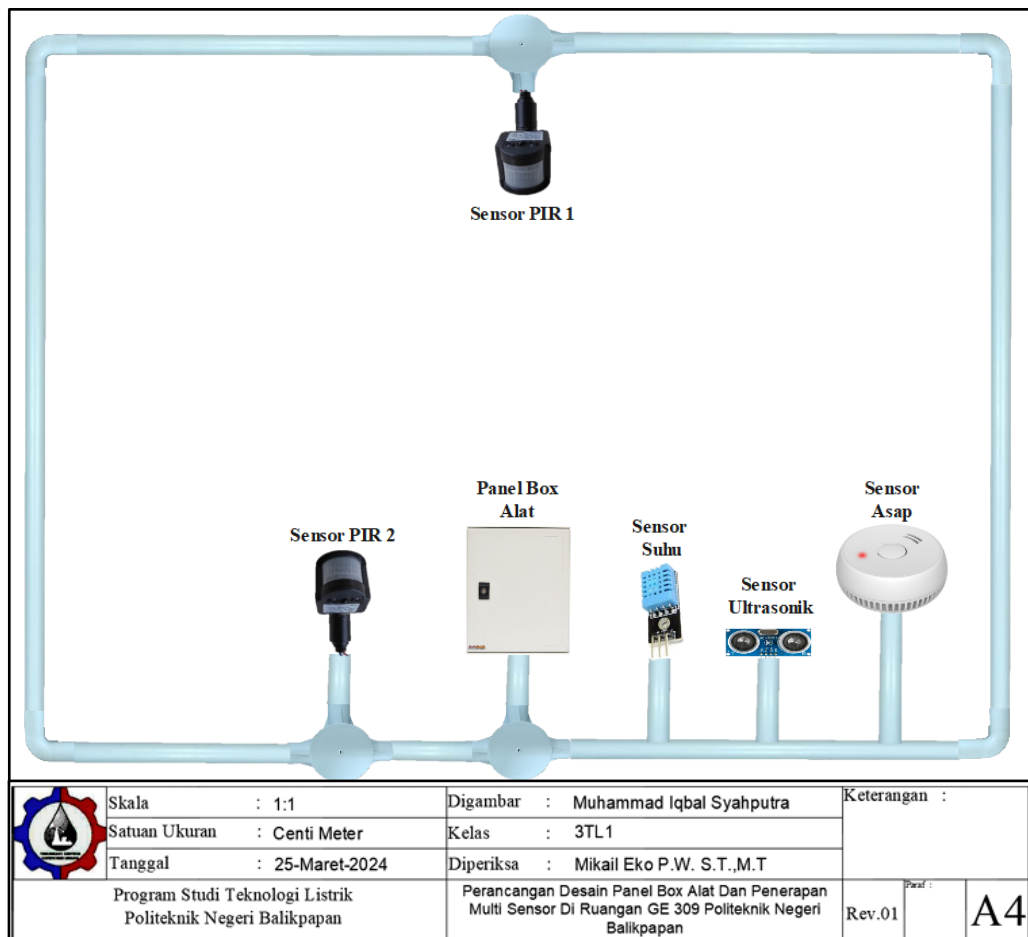 Sensor PIR 1
Panel Box
Alat
Sensor
Asap
Sensor PIR 2
Sensor
Suhu
Sensor
Ultrasonik
Skala : 1:1
Satuan Ukuran : Centi Meter
Tanggal : 25-Maret-2024
Digambar : Muhammad Iqbal Syahputra
Kelas : 3TL1
Diperiksa : Mikail Eko P.W. S.T.,M.T
Keterangan :
Program Studi Teknologi Listrik
Politeknik Negeri Balikpapan
Perancangan Desain Panel Box Alat Dan Penerapan
Multi Sensor Di Ruangan GE 309 Politeknik Negeri
Balikpapan
Rev.01
Paraf :
A4